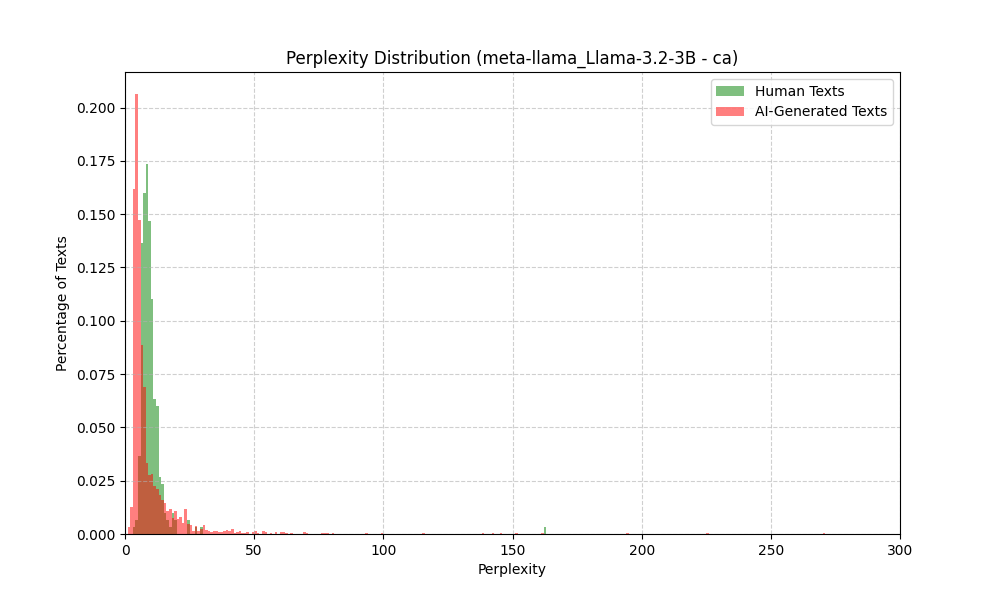 Perplexity Distribution (meta-llama_Llama-3.2-3B - ca)
Human Texts
AI-Generated Texts
Percentage of Texts
0.200
0.175
0.150
0.125
0.100
0.075
0.050
0.025
0.000
0 50 100 150 200 250 300
Perplexity